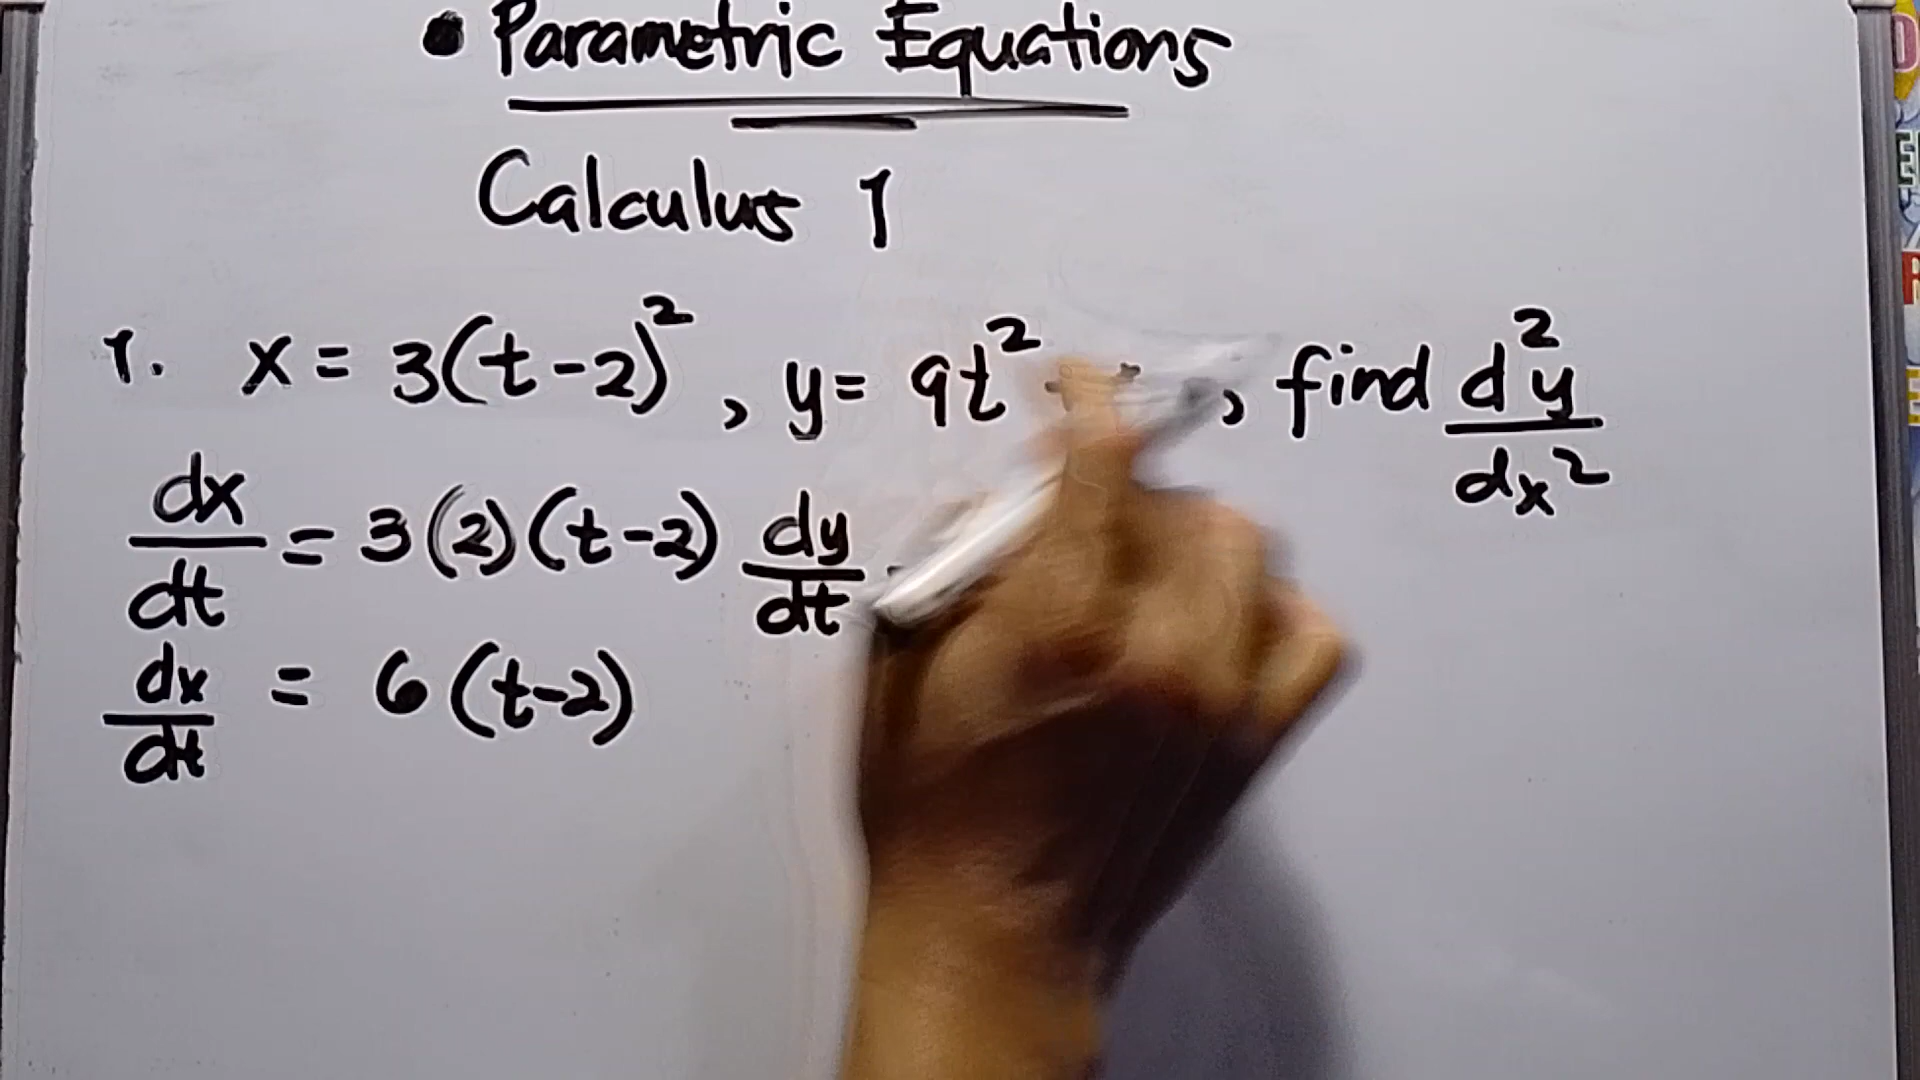 • Parametric Equations
Calculus 1
1. x = 3(t-2)², y = 9t² , find d²y/dx²
dx/dt = 3(2)(t-2) dy/dt
dx/dt = 6(t-2)